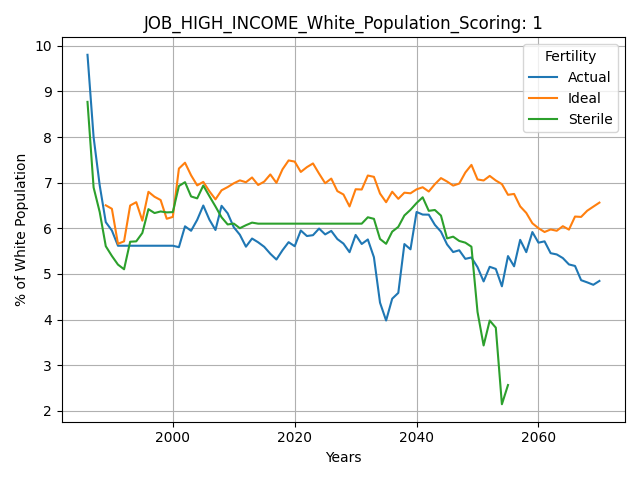 JOB_HIGH_INCOME_White_Population_Scoring: 1
Fertility
Actual
Ideal
Sterile
% of White Population
10
9
8
7
6
5
4
3
2
2000 2020 2040 2060
Years